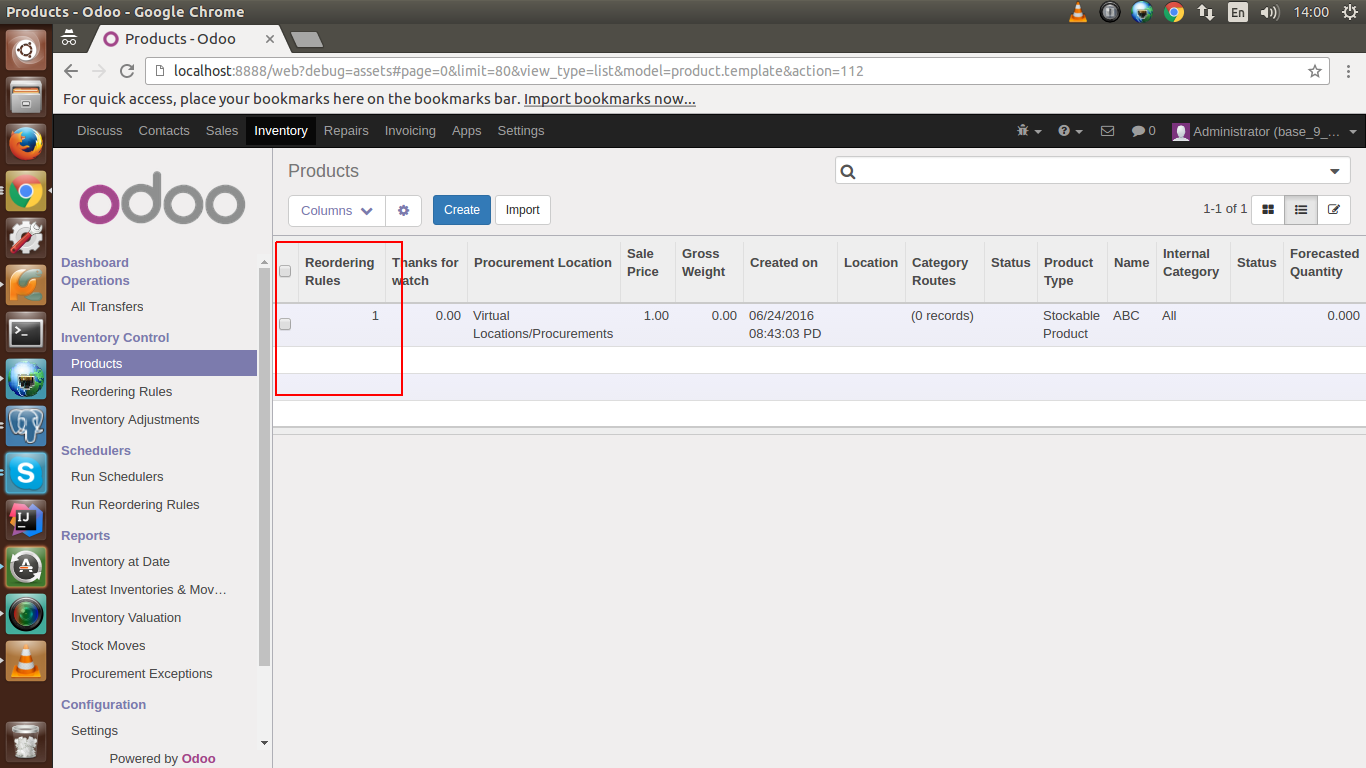 Products - Odoo - Google Chrome
En
14:00
Products - Odoo
localhost:8888/web?debug=assets#page=0&limit=80&view_type=list&model=product.template&action=112
For quick access, place your bookmarks here on the bookmarks bar. Import bookmarks now...
Discuss Contacts Sales Inventory Repairs Invoicing Apps Settings
0 Administrator (base_9_...
odoo
Dashboard
Operations
All Transfers
Inventory Control
Products
Reordering Rules
Inventory Adjustments
Schedulers
Run Schedulers
Run Reordering Rules
Reports
Inventory at Date
Latest Inventories & Mov…
Inventory Valuation
Stock Moves
Procurement Exceptions
Configuration
Settings
Powered by Odoo
Products
Columns
Create
Import
1-1 of 1
Reordering
Rules
Thanks for
watch
Procurement Location
Sale
Price
Gross
Weight
Created on
Location
Category
Routes
Status
Product
Type
Name
Internal
Category
Status
Forecasted
Quantity
1
0.00
Virtual
Locations/Procurements
1.00
0.00
06/24/2016
08:43:03 PD
(0 records)
Stockable
Product
ABC
All
0.000
S
IJ